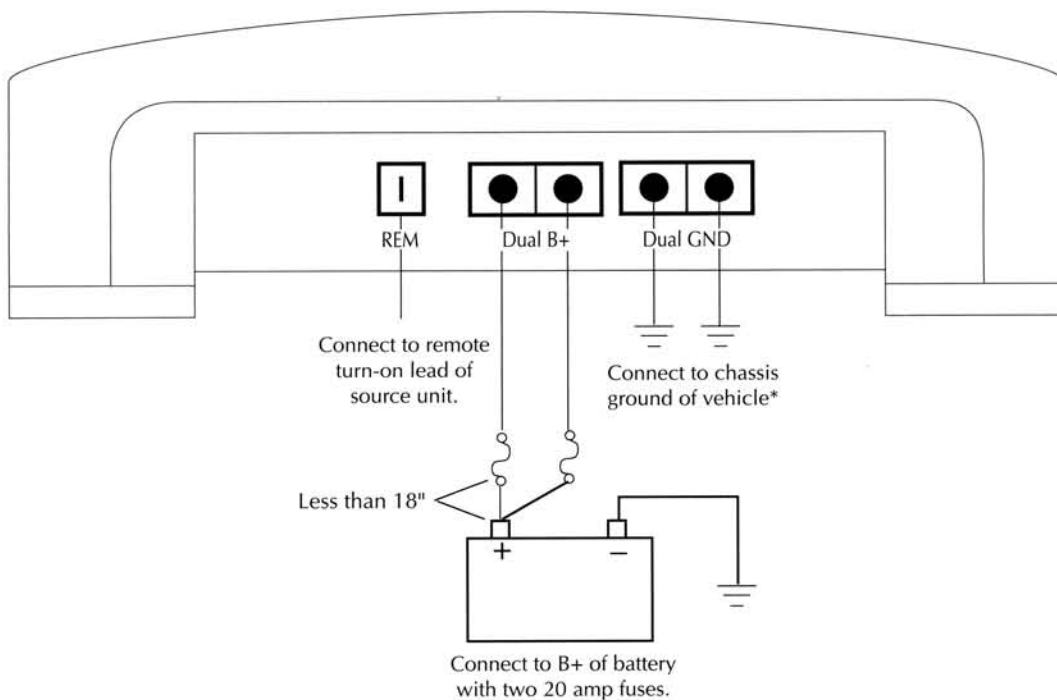 REM
Dual B+
Dual GND
Connect to remote
turn-on lead of
source unit.
Connect to chassis
ground of vehicle*
Less than 18"
+
−
Connect to B+ of battery
with two 20 amp fuses.